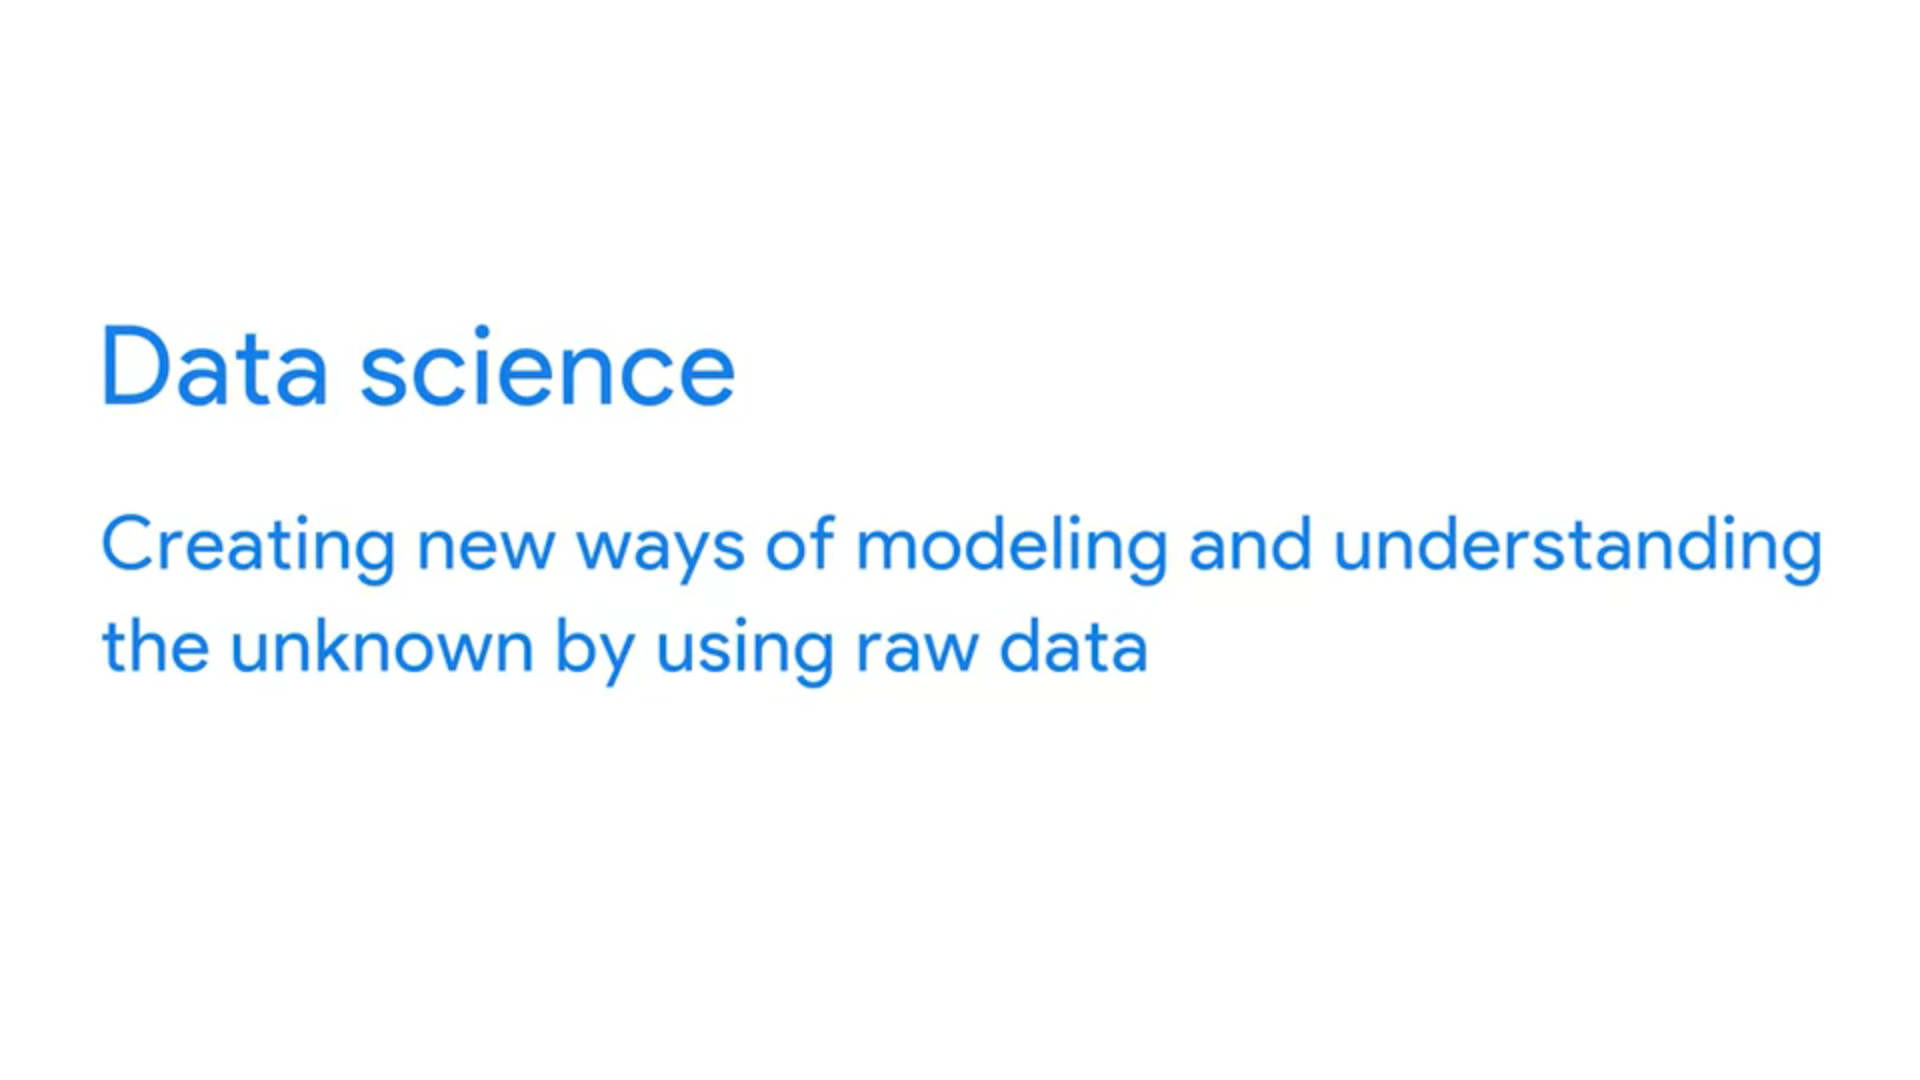 Data science
Creating new ways of modeling and understanding
the unknown by using raw data